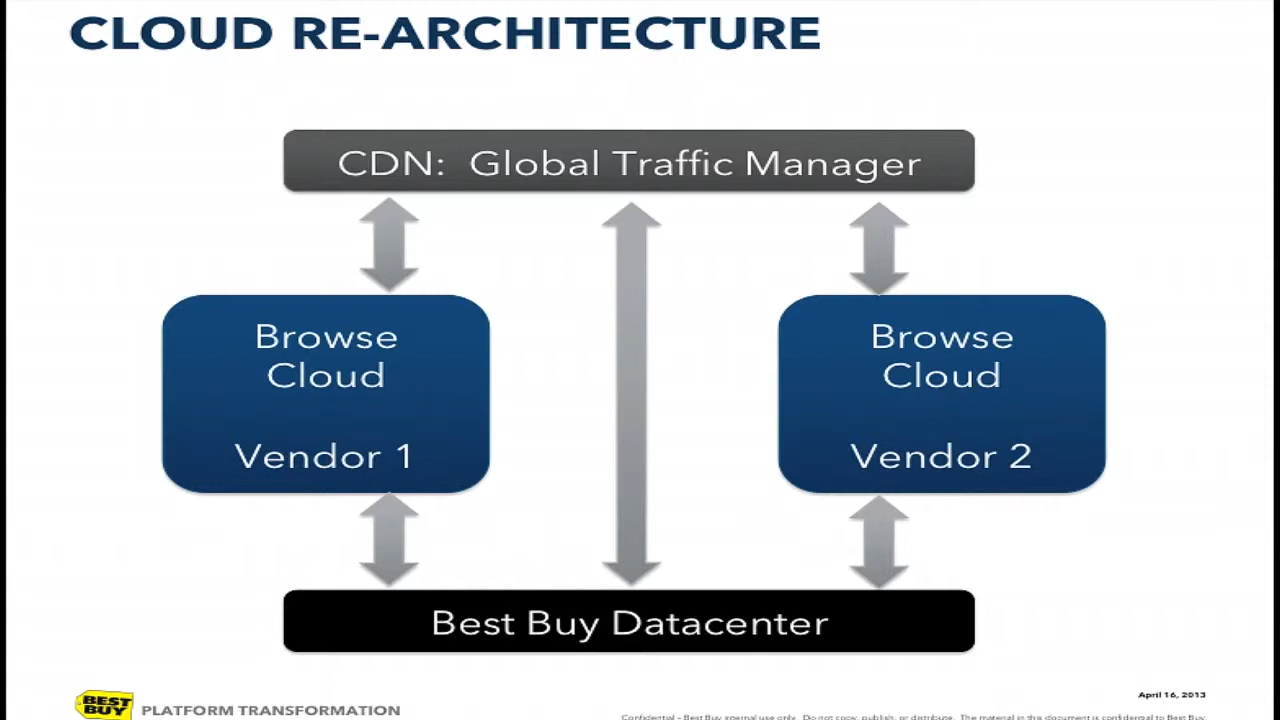 CLOUD RE-ARCHITECTURE
CDN: Global Traffic Manager
Browse
Cloud
Vendor 1
Browse
Cloud
Vendor 2
Best Buy Datacenter
BEST
BUY
PLATFORM TRANSFORMATION
April 16, 2013
Confidential – Best Buy internal use only. Do not copy, publish, or distribute. The material in this document is confidential to Best Buy.